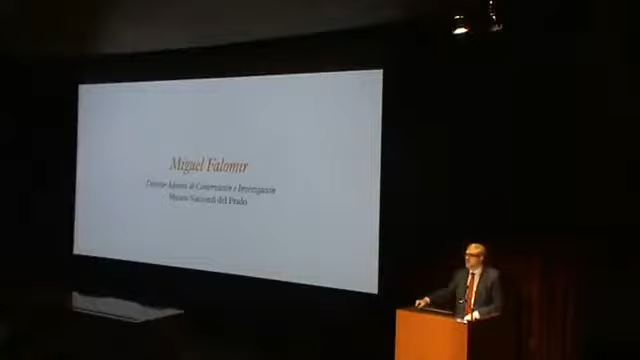 Miguel Falomir
Director Adjunto de Conservación e Investigación
Museo Nacional del Prado